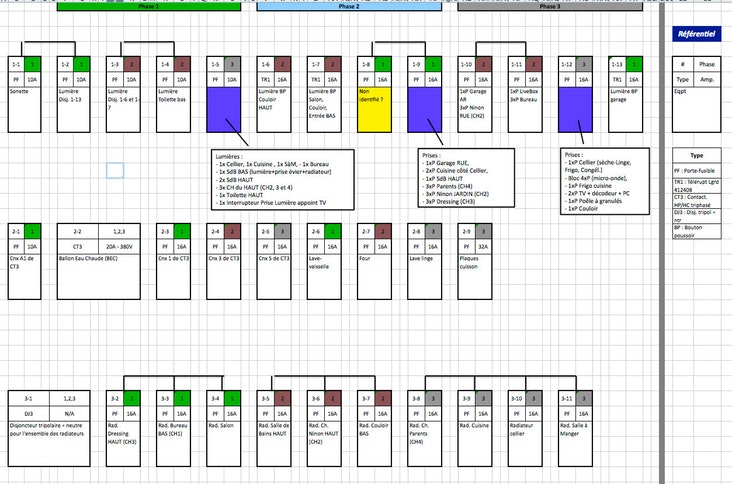 Phase 1 Phase 2 Phase 3
Référentiel
1-1 1 1-2 1 1-3 2 1-4 2 1-5 3 1-6 2 1-7 2 1-8 1 1-9 1 1-10 2 1-11 2 1-12 3 1-13 1 # Phase
PF 10A PF 10A PF 10A PF 10A PF 10A TR1 16A TR1 16A PF 16A PF 16A PF 16A PF 16A PF 16A TR1 16A Type Amp.
Sonette
Lumière
Disj. 1-13
Lumière
Disj. 1-6 et 1-
7
Lumière
Toilette bas
Lumière BP
Couloir
HAUT
Lumière BP
Salon,
Couloir,
Entrée BAS
Non
identifié ?
1xP Garage
AR
3xP Ninon
RUE (CH2)
1xP LiveBox
3xP Bureau
Lumière BP
garage
Eqpt
Lumières :
- 1x Cellier, 1x Cuisine , 1x SàM, - 1x Bureau
- 1x SdB BAS (lumière+prise évier+radiateur)
- 2x SdB HAUT
- 3x CH du HAUT (CH2, 3 et 4)
- 1x Toilette HAUT
- 1x Interrupteur Prise Lumière appoint TV
Prises :
- 1xP Garage RUE,
- 2xP Cuisine côté Cellier,
- 1xP SdB HAUT
- 3xP Parents (CH4)
- 3xP Ninon JARDIN (CH2)
- 3xP Dressing (CH3)
Prises :
- 1xP Cellier (sèche-Linge,
Frigo, Congél.)
- Bloc 4xP (micro-onde),
- 1xP Frigo cuisine
- 2xP TV + décodeur + PC
- 1xP Poêle à granulés
- 1xP Couloir
Type
PF : Porte-fusible
TR1 : Télérupt Lgrd
412408
CT3 : Contact.
HP/HC triphasé
DJ3 : Disj. tripol +
ntr
BP : Bouton
poussoir
2-1 1 2-2 1,2,3 2-3 1 2-4 2 2-5 3 2-6 1 2-7 2 2-8 3 2-9 3
PF 10A CT3 20A - 380V PF 16A PF 16A PF 16A PF 16A PF 16A PF 16A PF 32A
Cnx A1 de
CT3
Ballon Eau Chaude (BEC)
Cnx 1 de CT3
Cnx 3 de CT3
Cnx 5 de CT3
Lave-
vaisselle
Four
Lave linge
Plaques
cuisson
3-1 1,2,3 3-2 1 3-3 1 3-4 1 3-5 2 3-6 2 3-7 2 3-8 3 3-9 3 3-10 3 3-11 3
DJ3 N/A PF 16A PF 16A PF 16A PF 16A PF 16A PF 16A PF 16A PF 16A PF 16A PF 16A
Disjoncteur tripolaire + neutre
pour l'ensemble des radiateurs
Rad.
Dressing
HAUT (CH3)
Rad. Bureau
BAS (CH1)
Rad. Salon
Rad. Salle de
Bains HAUT
Rad. Ch.
Ninon HAUT
(CH2)
Rad. Couloir
BAS
Rad. Ch.
Parents
(CH4)
Rad. Cuisine
Radiateur
cellier
Rad. Salle à
Manger